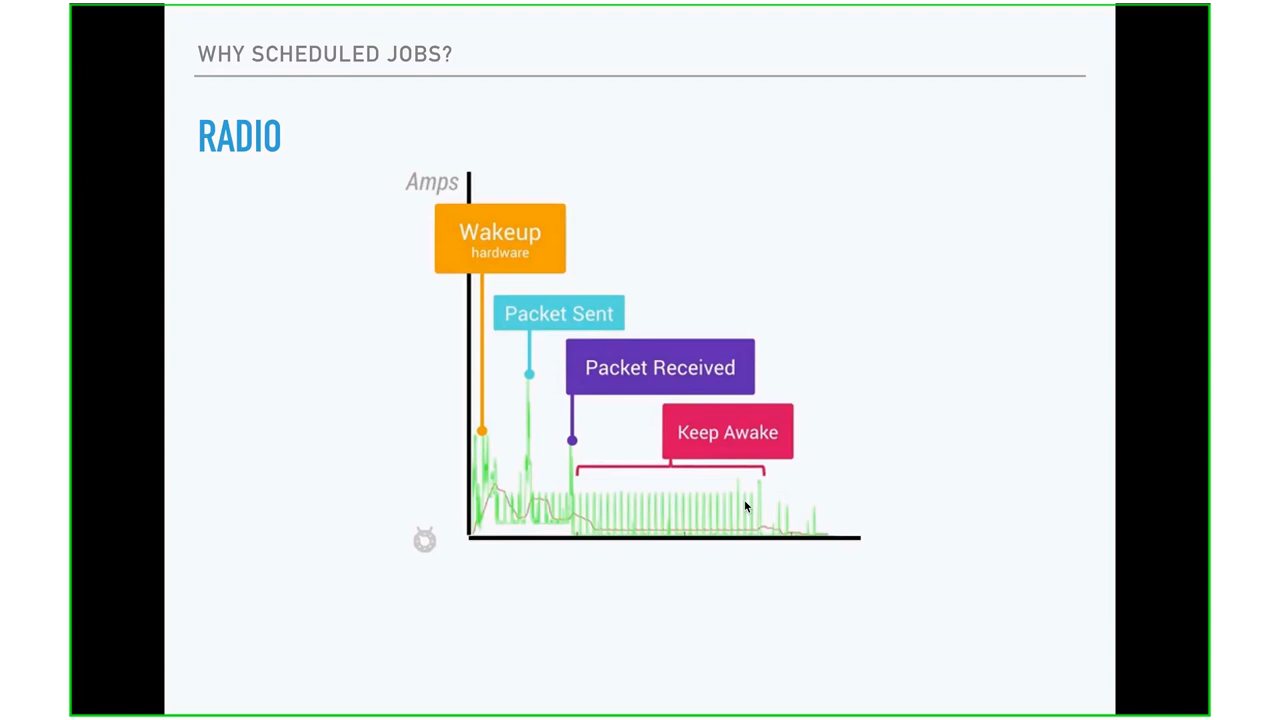 WHY SCHEDULED JOBS?
RADIO
Amps
Wakeup
hardware
Packet Sent
Packet Received
Keep Awake